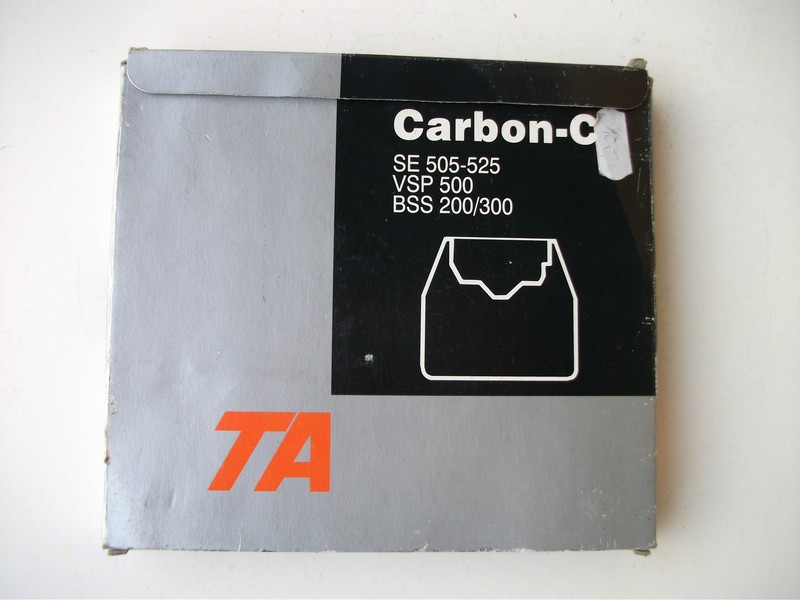 Carbon-C
SE 505-525
VSP 500
BSS 200/300
TA